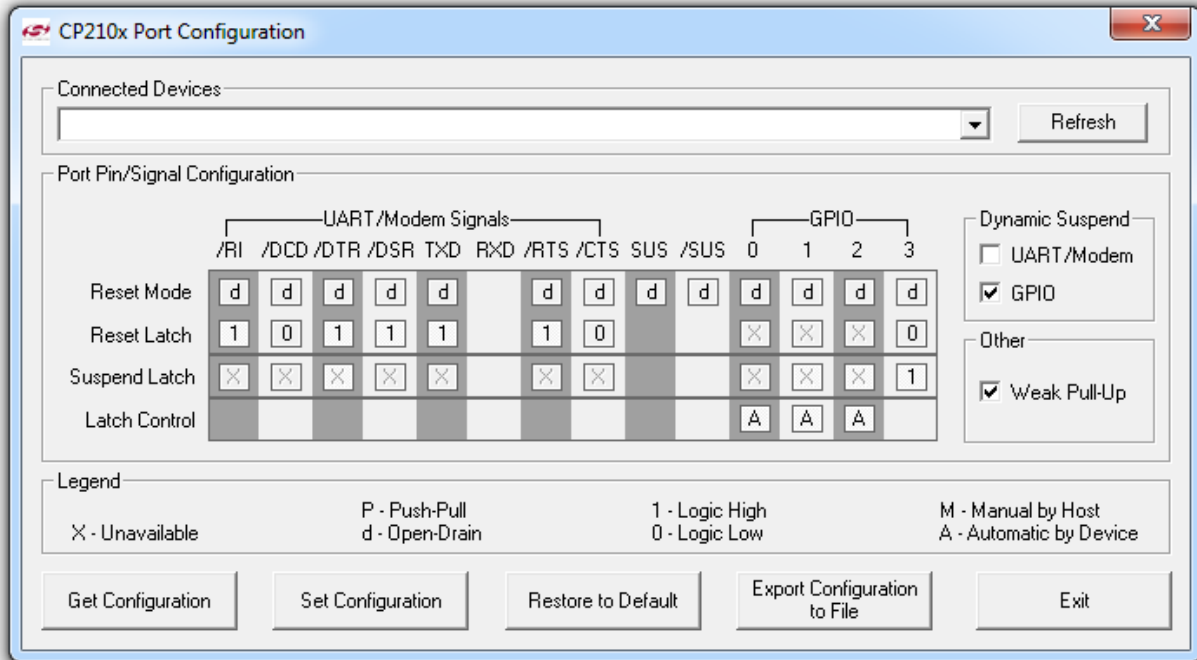 CP210x Port Configuration
Connected Devices
Refresh
Port Pin/Signal Configuration
UART/Modem Signals GPIO
/RI /DCD /DTR /DSR TXD RXD /RTS /CTS SUS /SUS 0 1 2 3
Reset Mode d d d d d d d d d d d d d
Reset Latch 1 0 1 1 1 1 0 X X X 0
Suspend Latch X X X X X X X X X X 1
Latch Control A A A
Dynamic Suspend
UART/Modem
GPIO
Other
Weak Pull-Up
Legend
P - Push-Pull 1 - Logic High M - Manual by Host
X - Unavailable d - Open-Drain 0 - Logic Low A - Automatic by Device
Get Configuration
Set Configuration
Restore to Default
Export Configuration
to File
Exit